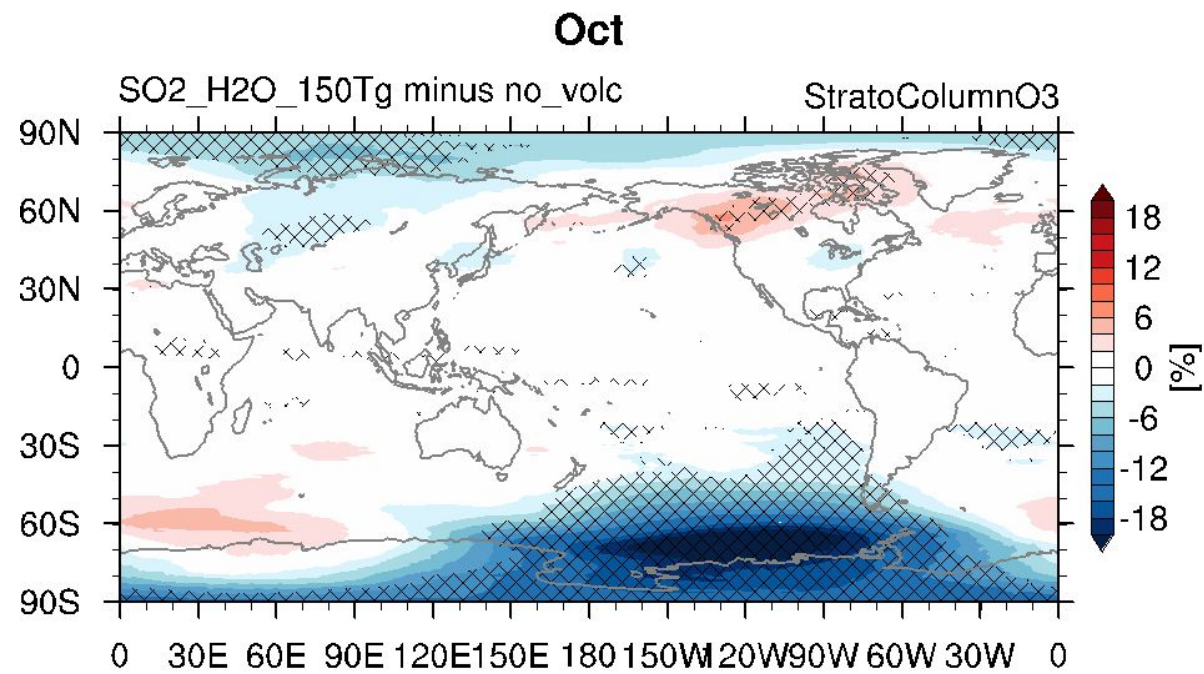 Oct
SO2_H2O_150Tg minus no_volc
StratoColumnO3
90N
60N
30N
0
30S
60S
90S
0 30E 60E 90E 120E 150E 180 150W 120W 90W 60W 30W 0
18
12
6
0
-6
-12
-18
[%]